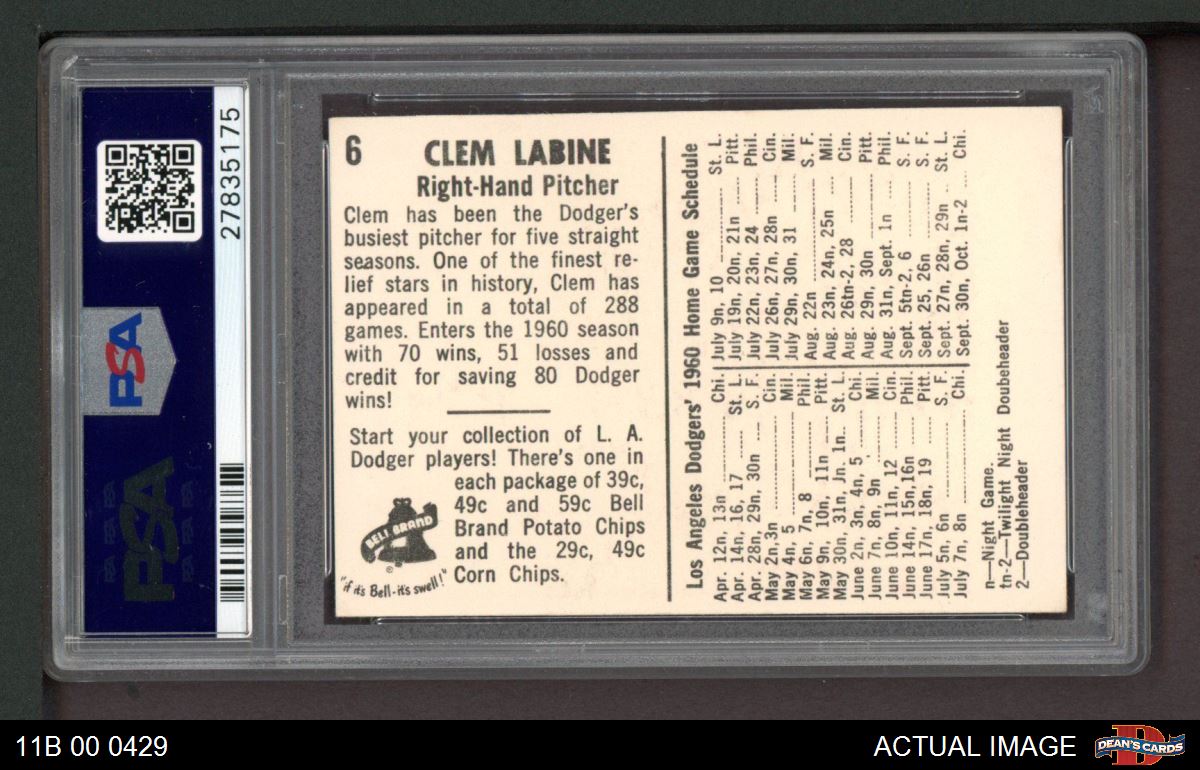 27835175
PSA
PSA
6
CLEM LABINE
Right-Hand Pitcher
Clem has been the Dodger's
busiest pitcher for five straight
seasons. One of the finest re-
lief stars in history, Clem has
appeared in a total of 288
games. Enters the 1960 season
with 70 wins, 51 losses and
credit for saving 80 Dodger
wins!
Start your collection of L. A.
Dodger players! There's one in
each package of 39c,
49c and 59c Bell
Brand Potato Chips
and the 29c, 49c
Corn Chips.
BELL BRAND
®
"if it's Bell-it's swell!"
Los Angeles Dodgers' 1960 Home Game Schedule
Apr. 12n, 13n ........ Chi.
Apr. 14n, 16, 17 ........ St. L.
Apr. 28n, 29n, 30n .... S. F.
May 2n,3n ........ Cin.
May 4n, 5 ........ Mil.
May 6n, 7n, 8 ........ Phil.
May 9n, 10n, 11n .... Pitt.
May 30n, 31n, Jn. 1n.. St. L.
June 2n, 3n, 4n, 5 .... Chi.
June 7n, 8n, 9n ........ Mil.
June 10n, 11n, 12 .... Cin.
June 14n, 15n,16n .... Phil.
June 17n, 18n, 19 .... Pitt.
July 5n, 6n ........ S. F.
July 7n, 8n ........ Chi.
July 9n, 10 ........ St. L.
July 19n, 20n, 21n .... Pitt.
July 22n, 23n, 24 .... Phil.
July 26n, 27n, 28n .... Cin.
July 29n, 30n, 31 .... Mil.
Aug. 22n ........ S. F.
Aug. 23n, 24n, 25n .... Mil.
Aug. 26tn-2, 28 ........ Cin.
Aug. 29n, 30n ........ Pitt.
Aug. 31n, Sept. 1n .... Phil.
Sept. 5tn-2, 6 ........ S. F.
Sept. 25, 26n ........ S. F.
Sept. 27n, 28n, 29n .. St. L.
Sept. 30n, Oct. 1n-2 .... Chi.
n—Night Game.
tn-2—Twilight Night Doubeheader
2—Doubleheader
11B 00 0429
ACTUAL IMAGE
DEAN'S CARDS